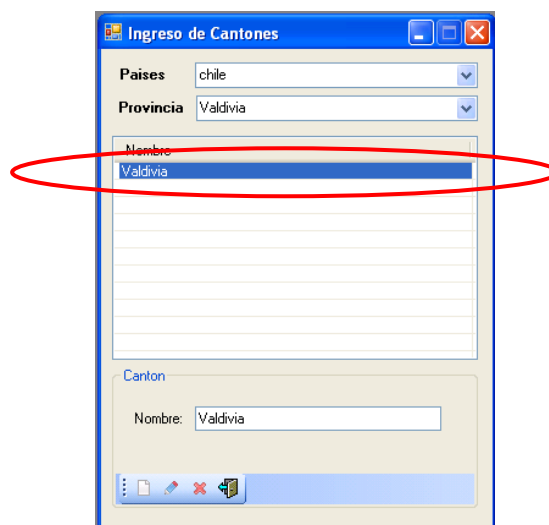 Ingreso de Cantones
Paises chile
Provincia Valdivia
Nombre
Valdivia
Canton
Nombre: Valdivia